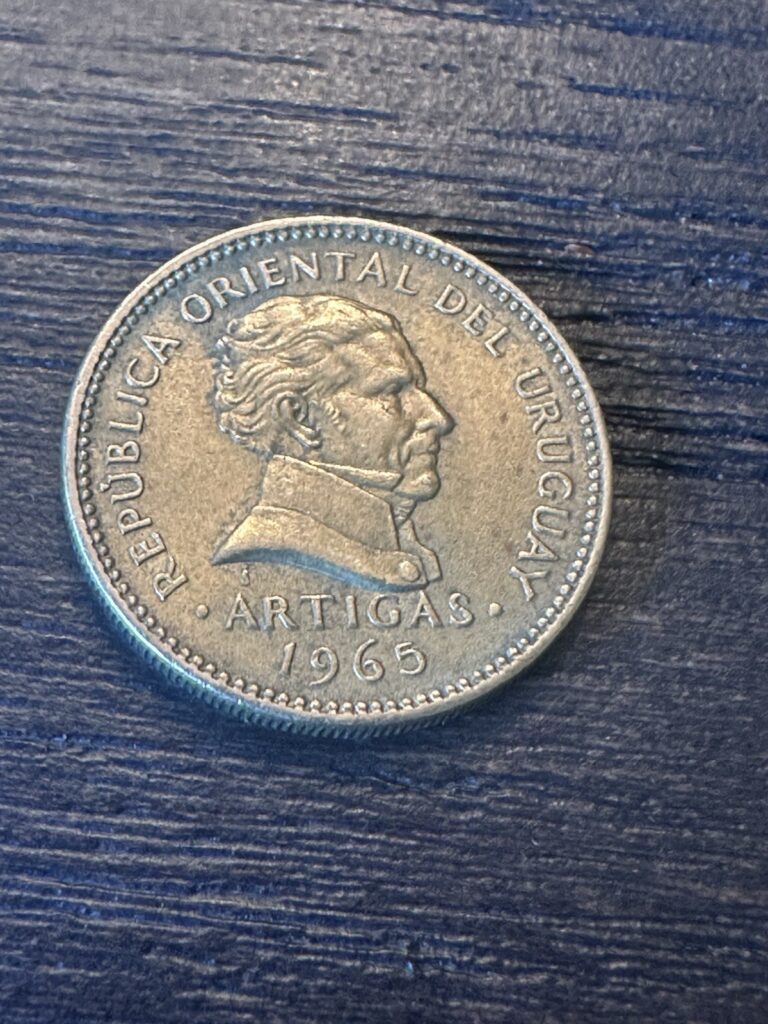 REPÚBLICA ORIENTAL DEL URUGUAY
· ARTIGAS ·
1965